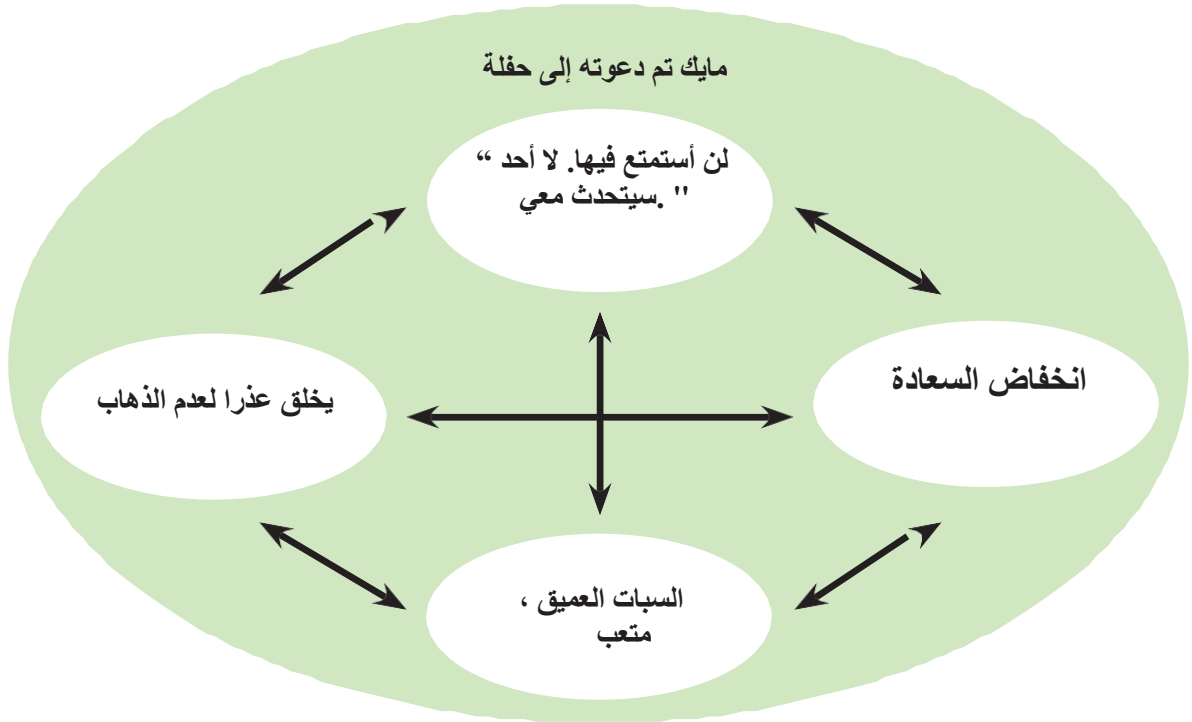 مايك تم دعوته إلى حفلة
لن أستمتع فيها. لا أحد “
سيتحدث معي. "
انخفاض السعادة
يخلق عذرا لعدم الذهاب
السبات العميق ،
متعب